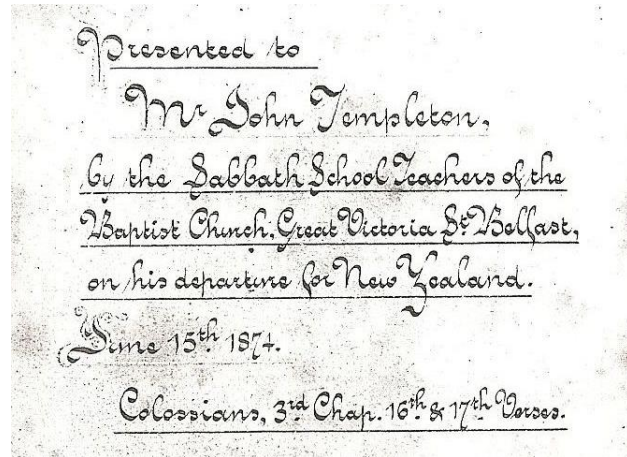 Presented to
Mr John Templeton,
by the Sabbath School Teachers of the
Baptist Church, Great Victoria St. Belfast,
on his departure for New Zealand.
June 15th 1874.
Colossians, 3rd Chap. 16th & 17th Verses.